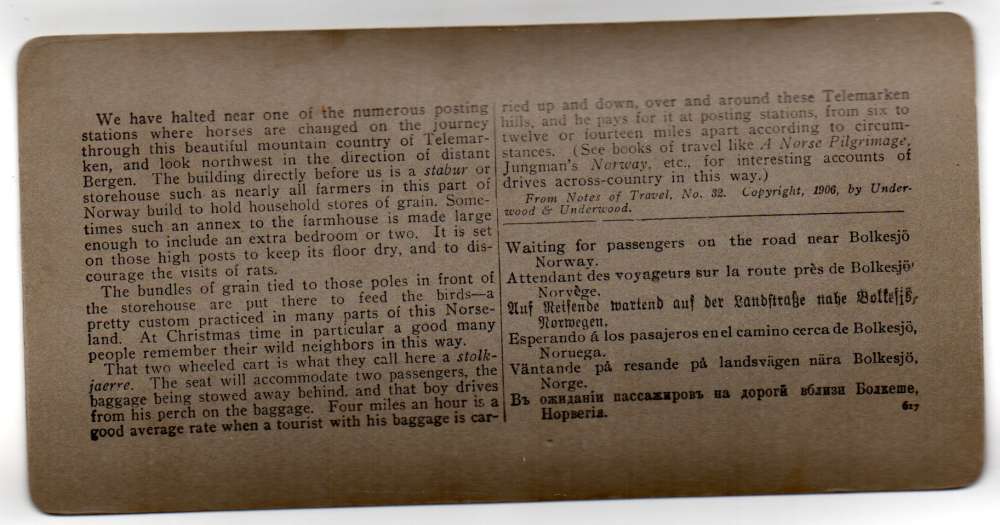 We have halted near one of the numerous posting
stations where horses are changed on the journey
through this beautiful mountain country of Telemar-
ken, and look northwest in the direction of distant
Bergen. The building directly before us is a stabur or
storehouse such as nearly all farmers in this part of
Norway build to hold household stores of grain. Some-
times such an annex to the farmhouse is made large
enough to include an extra bedroom or two. It is set
on those high posts to keep its floor dry, and to dis-
courage the visits of rats.
The bundles of grain tied to those poles in front of
the storehouse are put there to feed the birds—a
pretty custom practiced in many parts of this Norse-
land. At Christmas time in particular a good many
people remember their wild neighbors in this way.
That two wheeled cart is what they call here a stolk-
jaerre. The seat will accommodate two passengers, the
baggage being stowed away behind, and that boy drives
from his perch on the baggage. Four miles an hour is a
good average rate when a tourist with his baggage is car-
ried up and down, over and around these Telemarken
hills, and he pays for it at posting stations, from six to
twelve or fourteen miles apart according to circum-
stances. (See books of travel like A Norse Pilgrimage,
Jungman's Norway, etc., for interesting accounts of
drives across-country in this way.)
From Notes of Travel, No. 32. Copyright, 1906, by Under-
wood & Underwood.
Waiting for passengers on the road near Bolkesjö
Norway.
Attendant des voyageurs sur la route près de Bolkesjö,
Norvège.
Auf Reisende wartend auf der Landstraße nahe Bolkesjö,
Norwegen.
Esperando á los pasajeros en el camino cerca de Bolkesjö,
Noruega.
Väntande på resande på landsvägen nära Bolkesjö,
Norge.
Въ ожиданіи пассажировъ на дорогѣ вблизи Болкеше,
Норвегія.
617